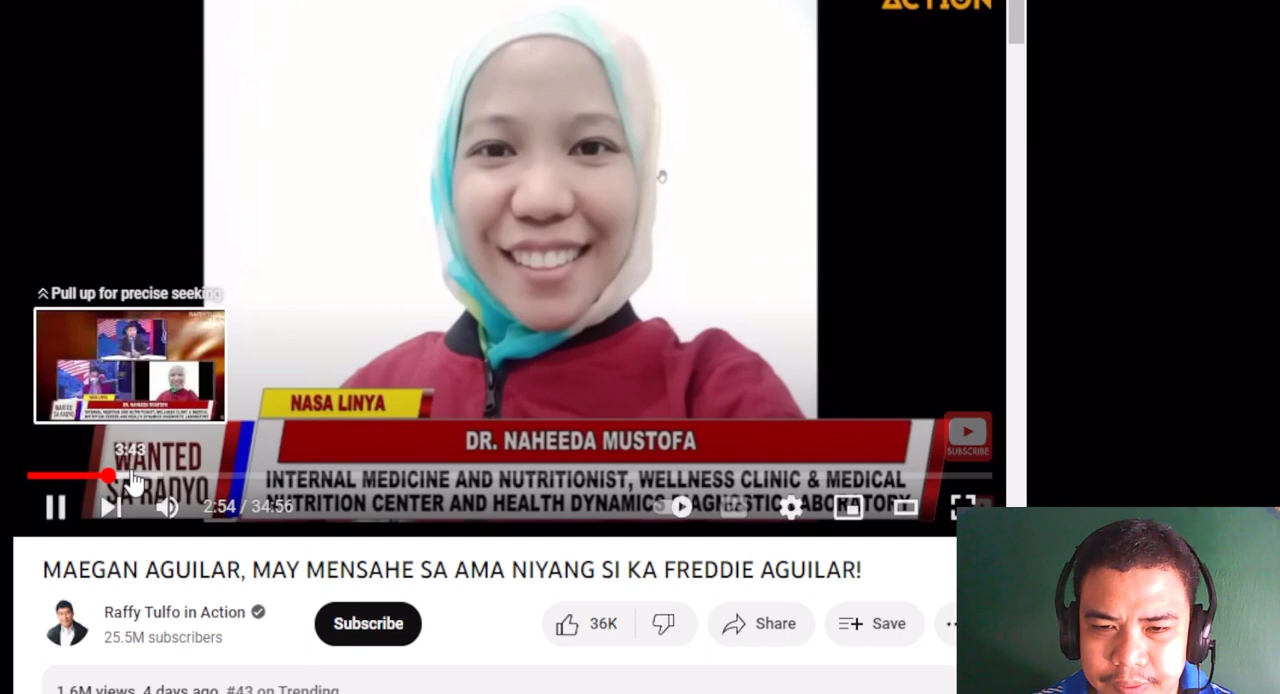 ACTION
Pull up for precise seeking
NASA LINYA
DR. NAHEEDA MUSTOFA
SUBSCRIBE
3:43
WANTED
SA RADYO
INTERNAL MEDICINE AND NUTRITIONIST, WELLNESS CLINIC & MEDICAL
NUTRITION CENTER AND HEALTH DYNAMICS DIAGNOSTIC LABORATORY
2:54 / 34:56
MAEGAN AGUILAR, MAY MENSAHE SA AMA NIYANG SI KA FREDDIE AGUILAR!
Raffy Tulfo in Action
25.5M subscribers
Subscribe
36K
Share
Save
1.6M views 4 days ago #43 on Trending